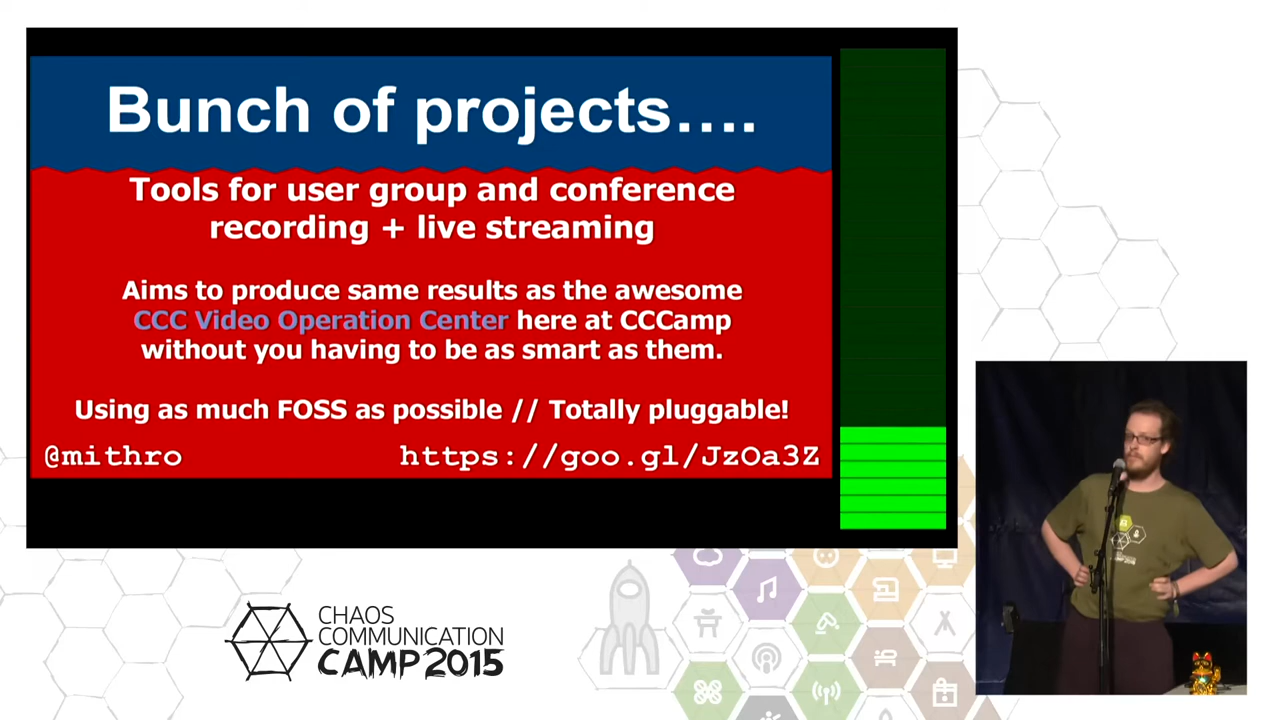 Bunch of projects....
Tools for user group and conference
recording + live streaming
Aims to produce same results as the awesome
CCC Video Operation Center here at CCCamp
without you having to be as smart as them.
Using as much FOSS as possible // Totally pluggable!
@mithro https://goo.gl/JzOa3Z
CHAOS
COMMUNICATION
CAMP 2015
CAMP 2015